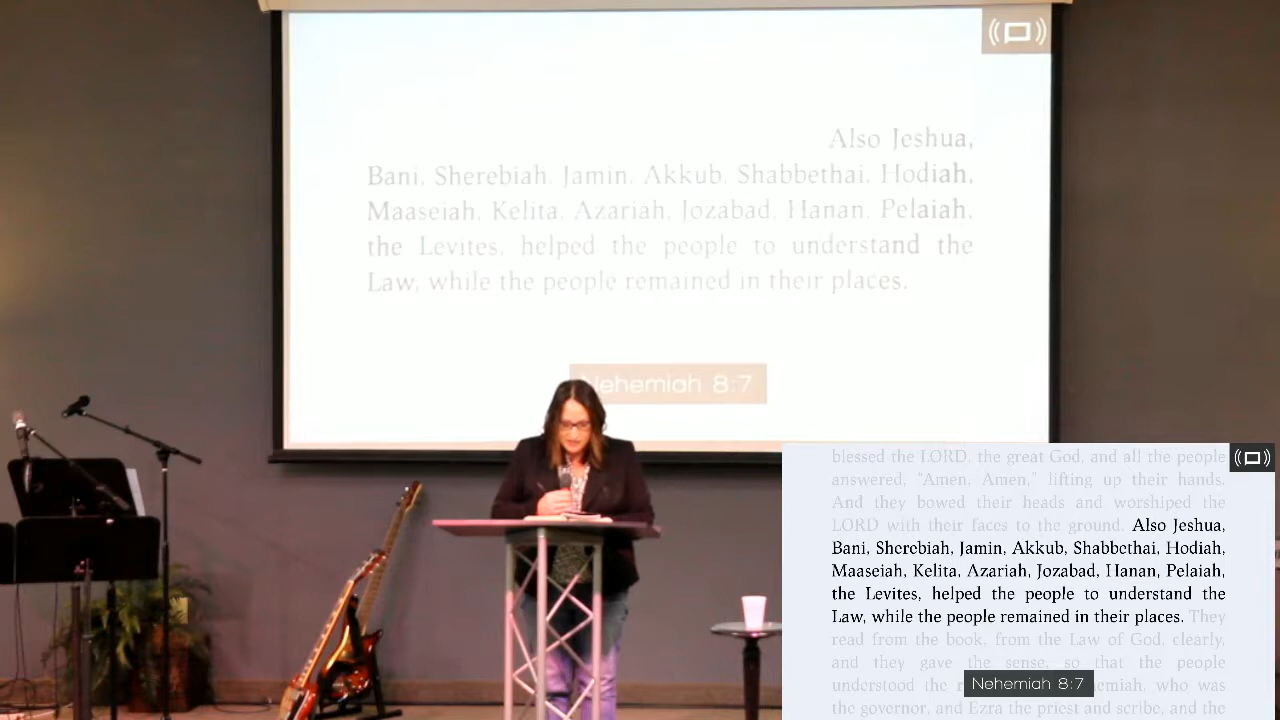 Also Jeshua,
Bani, Sherebiah, Jamin, Akkub, Shabbethai, Hodiah,
Maaseiah, Kelita, Azariah, Jozabad, Hanan, Pelaiah,
the Levites, helped the people to understand the
Law, while the people remained in their places.
Nehemiah 8:7
blessed the LORD, the great God, and all the people
answered, "Amen, Amen," lifting up their hands.
And they bowed their heads and worshiped the
LORD with their faces to the ground. Also Jeshua,
Bani, Sherebiah, Jamin, Akkub, Shabbethai, Hodiah,
Maaseiah, Kelita, Azariah, Jozabad, Hanan, Pelaiah,
the Levites, helped the people to understand the
Law, while the people remained in their places. They
read from the book, from the Law of God, clearly,
and they gave the sense, so that the people
understood the who was
Nehemiah 8:7
the governor, and Ezra the priest and scribe, and the